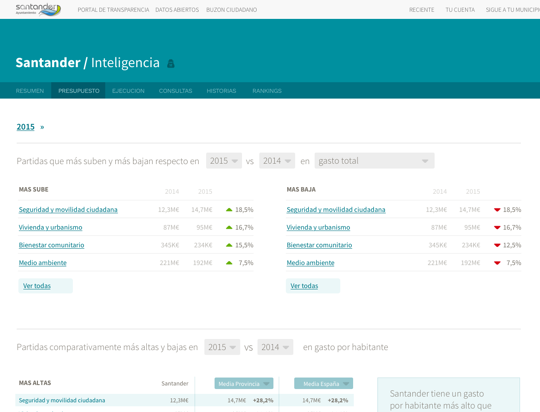 santander
Ayuntamiento
PORTAL DE TRANSPARENCIA DATOS ABIERTOS BUZON CIUDADANO RECIENTE TU CUENTA SIGUE A TU MUNICIPI
Santander / Inteligencia
RESUMEN PRESUPUESTO EJECUCION CONSULTAS HISTORIAS RANKINGS
2015 »
Partidas que más suben y más bajan respecto en 2015 vs 2014 en gasto total
MAS SUBE 2014 2015
Seguridad y movilidad ciudadana 12,3M€ 14,7M€ 18,5%
Vivienda y urbanismo 87M€ 95M€ 16,7%
Bienestar comunitario 345K€ 234K€ 15,5%
Medio ambiente 221M€ 192M€ 7,5%
Ver todas
MAS BAJA 2014 2015
Seguridad y movilidad ciudadana 12,3M€ 14,7M€ 18,5%
Vivienda y urbanismo 87M€ 95M€ 16,7%
Bienestar comunitario 345K€ 234K€ 12,5%
Medio ambiente 221M€ 192M€ 7,5%
Ver todas
Partidas comparativamente más altas y bajas en 2015 vs 2014 en gasto por habitante
MAS ALTAS Santander Media Provincia Media España
Seguridad y movilidad ciudadana 12,3M€ 14,7M€ +28,2% 14,7M€ +28,2%
Santander tiene un gasto
por habitante más alto que